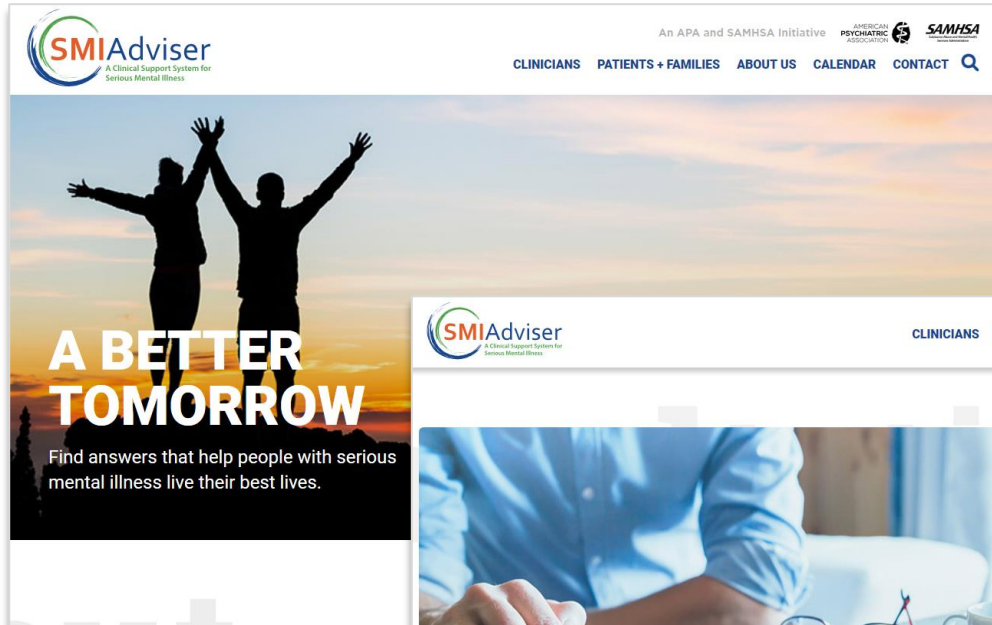 SMIAdviser
A Clinical Support System for
Serious Mental Illness
An APA and SAMHSA Initiative
AMERICAN
PSYCHIATRIC
ASSOCIATION
SAMHSA
CLINICIANS PATIENTS + FAMILIES ABOUT US CALENDAR CONTACT
A BETTER
TOMORROW
Find answers that help people with serious
mental illness live their best lives.
SMIAdviser
A Clinical Support System for
Serious Mental Illness
CLINICIANS